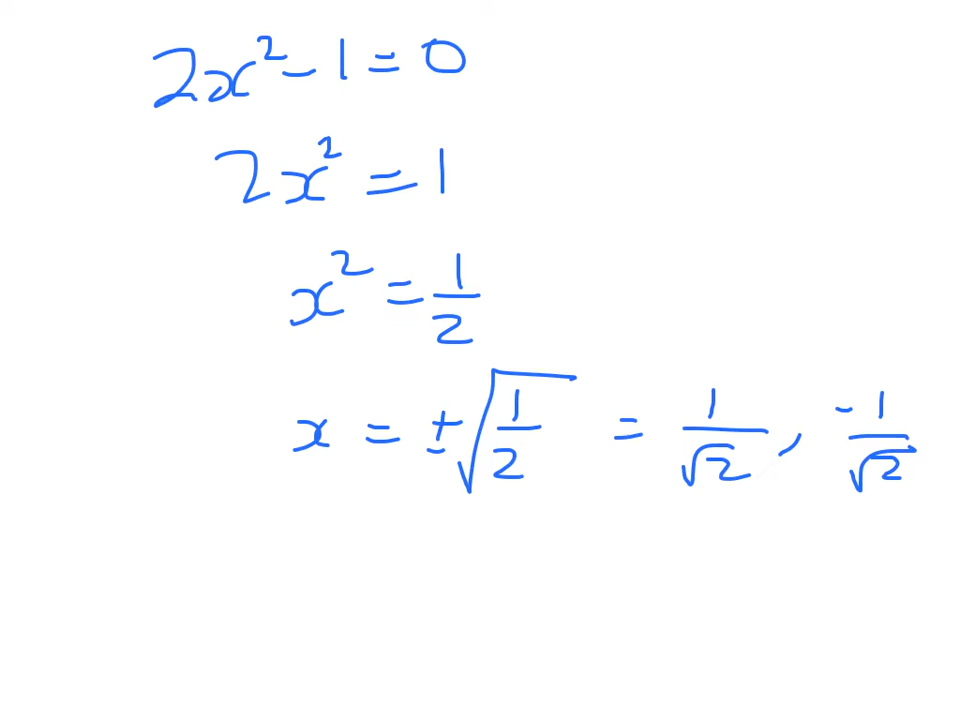 2x² - 1 = 0
2x² = 1
x² = 1/2
x = ±√(1/2) = 1/√2, -1/√2